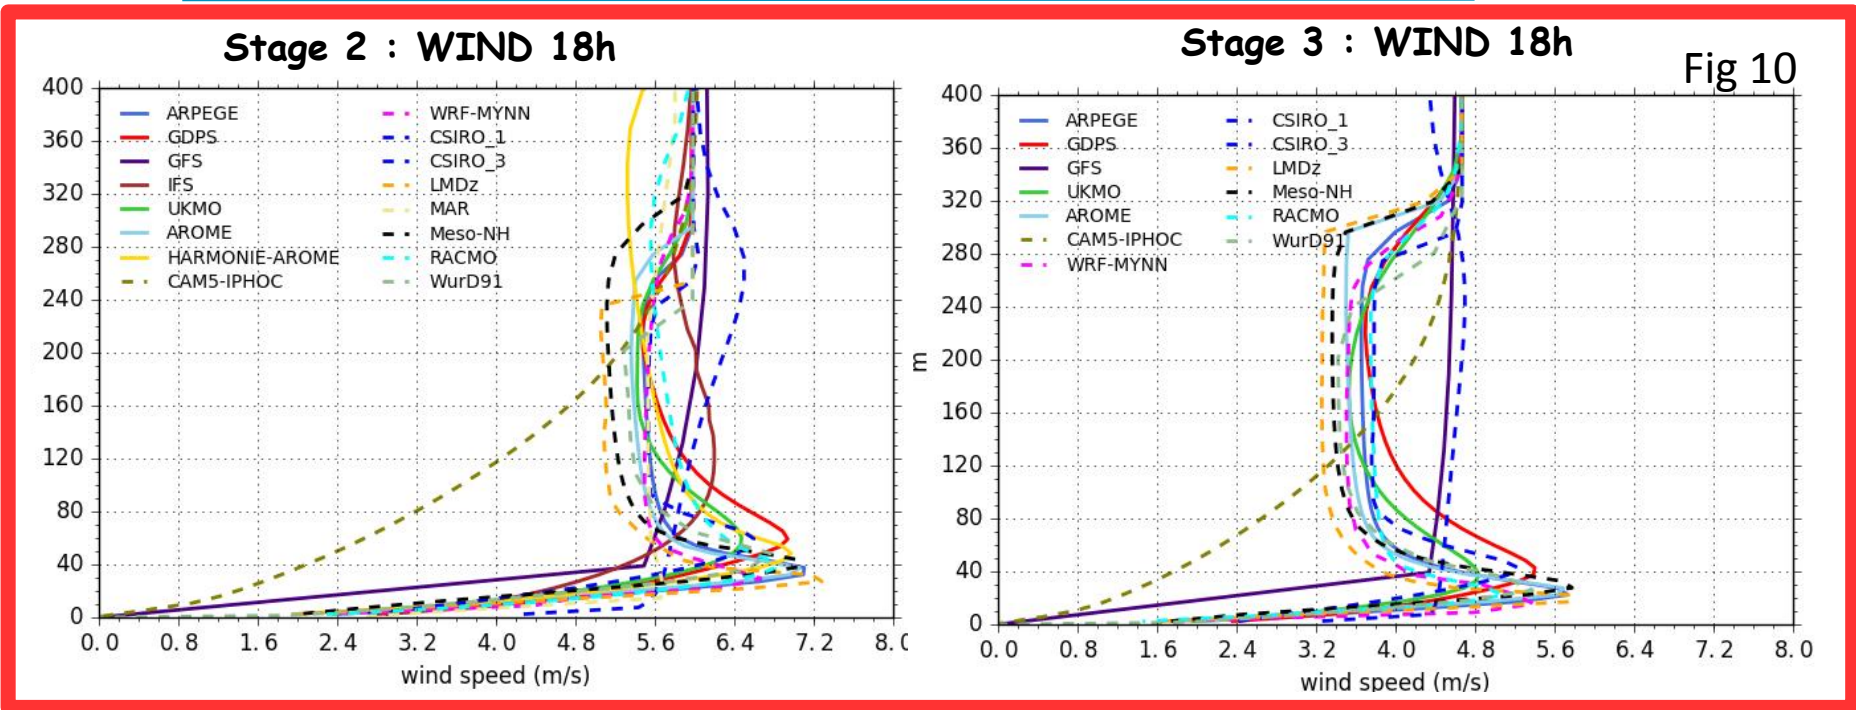 Stage 2 : WIND 18h
400
360
320
280
240
200
160
120
80
40
0
ARPEGE
GDPS
GFS
IFS
UKMO
AROME
HARMONIE-AROME
CAM5-IPHOC
WRF-MYNN
CSIRO_1
CSIRO_3
LMDz
MAR
Meso-NH
RACMO
WurD91
0.0 0.8 1.6 2.4 3.2 4.0 4.8 5.6 6.4 7.2 8.0
wind speed (m/s)
Stage 3 : WIND 18h
Fig 10
400
360
320
280
240
200
160
120
80
40
0
m
ARPEGE
GDPS
GFS
UKMO
AROME
CAM5-IPHOC
WRF-MYNN
CSIRO_1
CSIRO_3
LMDz
Meso-NH
RACMO
WurD91
0.0 0.8 1.6 2.4 3.2 4.0 4.8 5.6 6.4 7.2 8.0
wind speed (m/s)